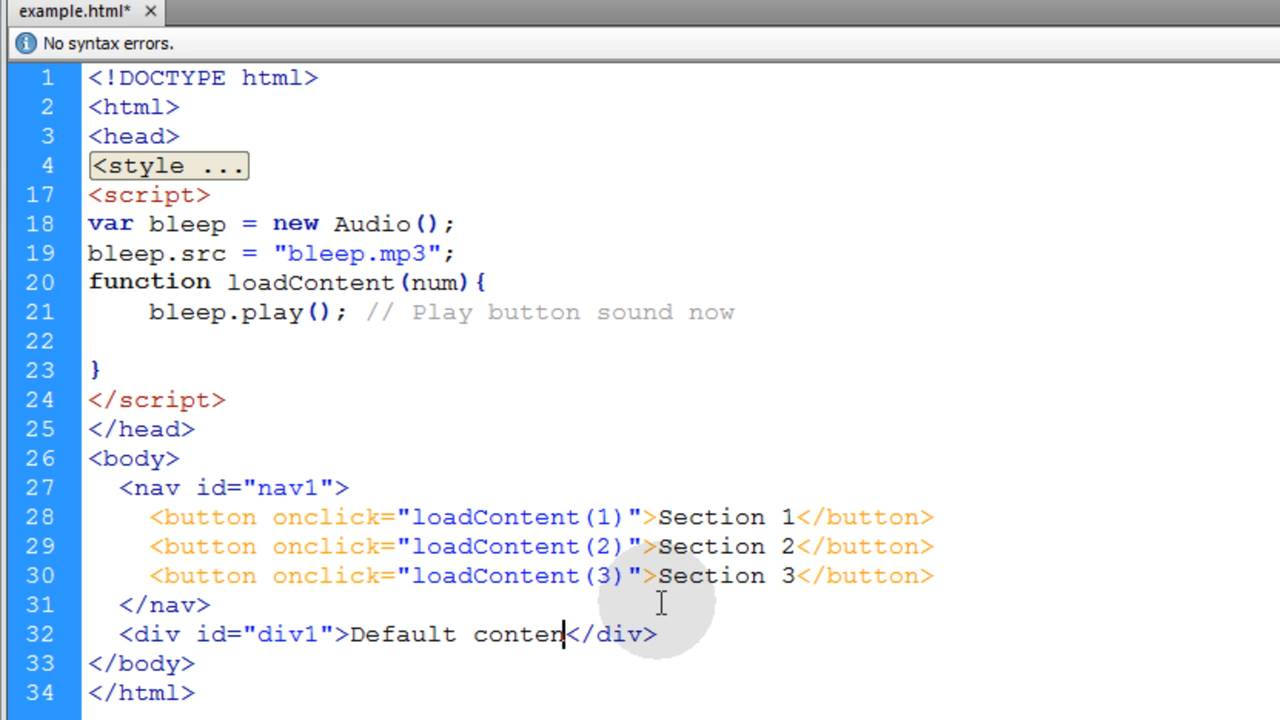 example.html* ×
No syntax errors.
1 <!DOCTYPE html>
2 <html>
3 <head>
4 <style ...
17 <script>
18 var bleep = new Audio();
19 bleep.src = "bleep.mp3";
20 function loadContent(num){
21     bleep.play(); // Play button sound now
22
23 }
24 </script>
25 </head>
26 <body>
27   <nav id="nav1">
28     <button onclick="loadContent(1)">Section 1</button>
29     <button onclick="loadContent(2)">Section 2</button>
30     <button onclick="loadContent(3)">Section 3</button>
31   </nav>
32   <div id="div1">Default conten</div>
33 </body>
34 </html>